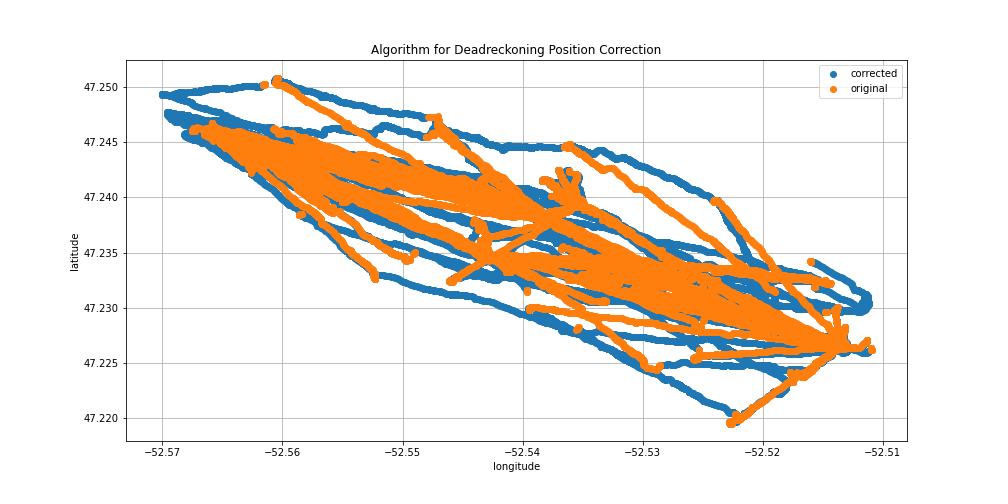 Algorithm for Deadreckoning Position Correction
corrected
original
47.250
47.245
47.240
47.235
47.230
47.225
47.220
latitude
−52.57 −52.56 −52.55 −52.54 −52.53 −52.52 −52.51
longitude